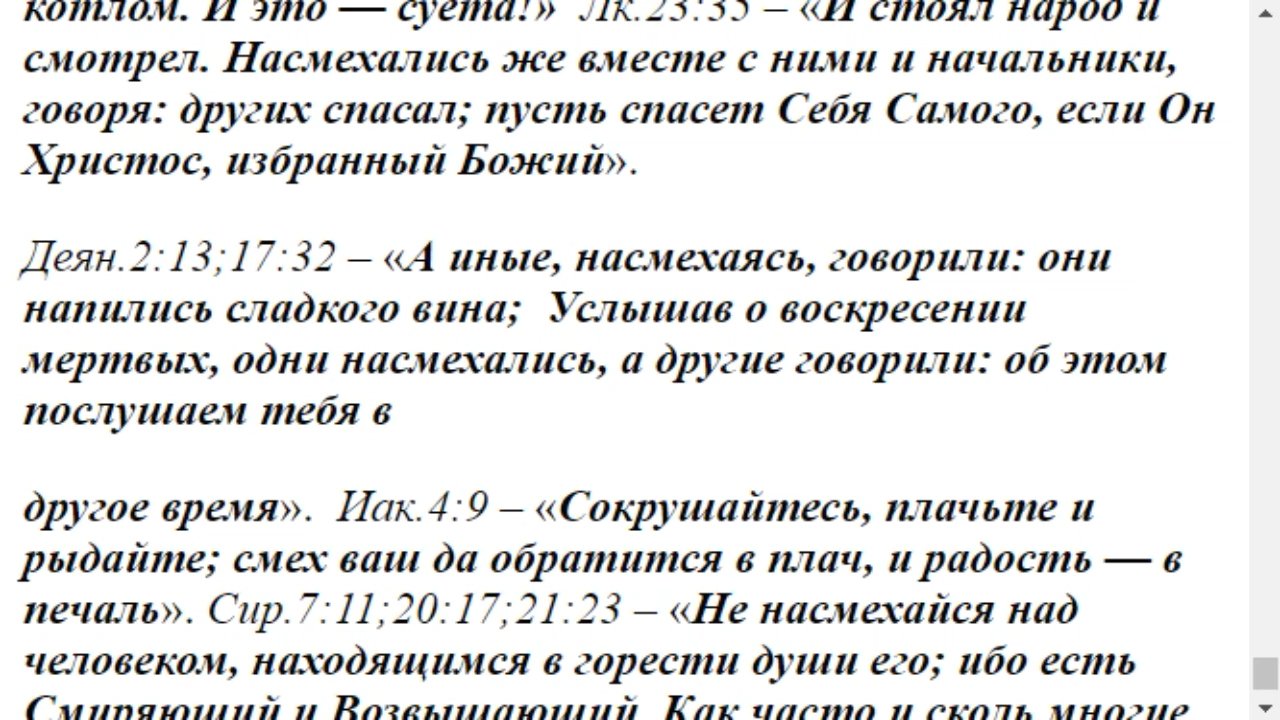 котлом. И это — суета!»  Лк.23:35 – «И стоял народ и
смотрел. Насмехались же вместе с ними и начальники,
говоря: других спасал; пусть спасет Себя Самого, если Он
Христос, избранный Божий».
Деян.2:13;17:32 – «А иные, насмехаясь, говорили: они
напились сладкого вина;  Услышав о воскресении
мертвых, одни насмехались, а другие говорили: об этом
послушаем тебя в
другое время».  Иак.4:9 – «Сокрушайтесь, плачьте и
рыдайте; смех ваш да обратится в плач, и радость — в
печаль». Сир.7:11;20:17;21:23 – «Не насмехайся над
человеком, находящимся в горести души его; ибо есть
Смиряющий и Возвышающий. Как часто и сколь многие